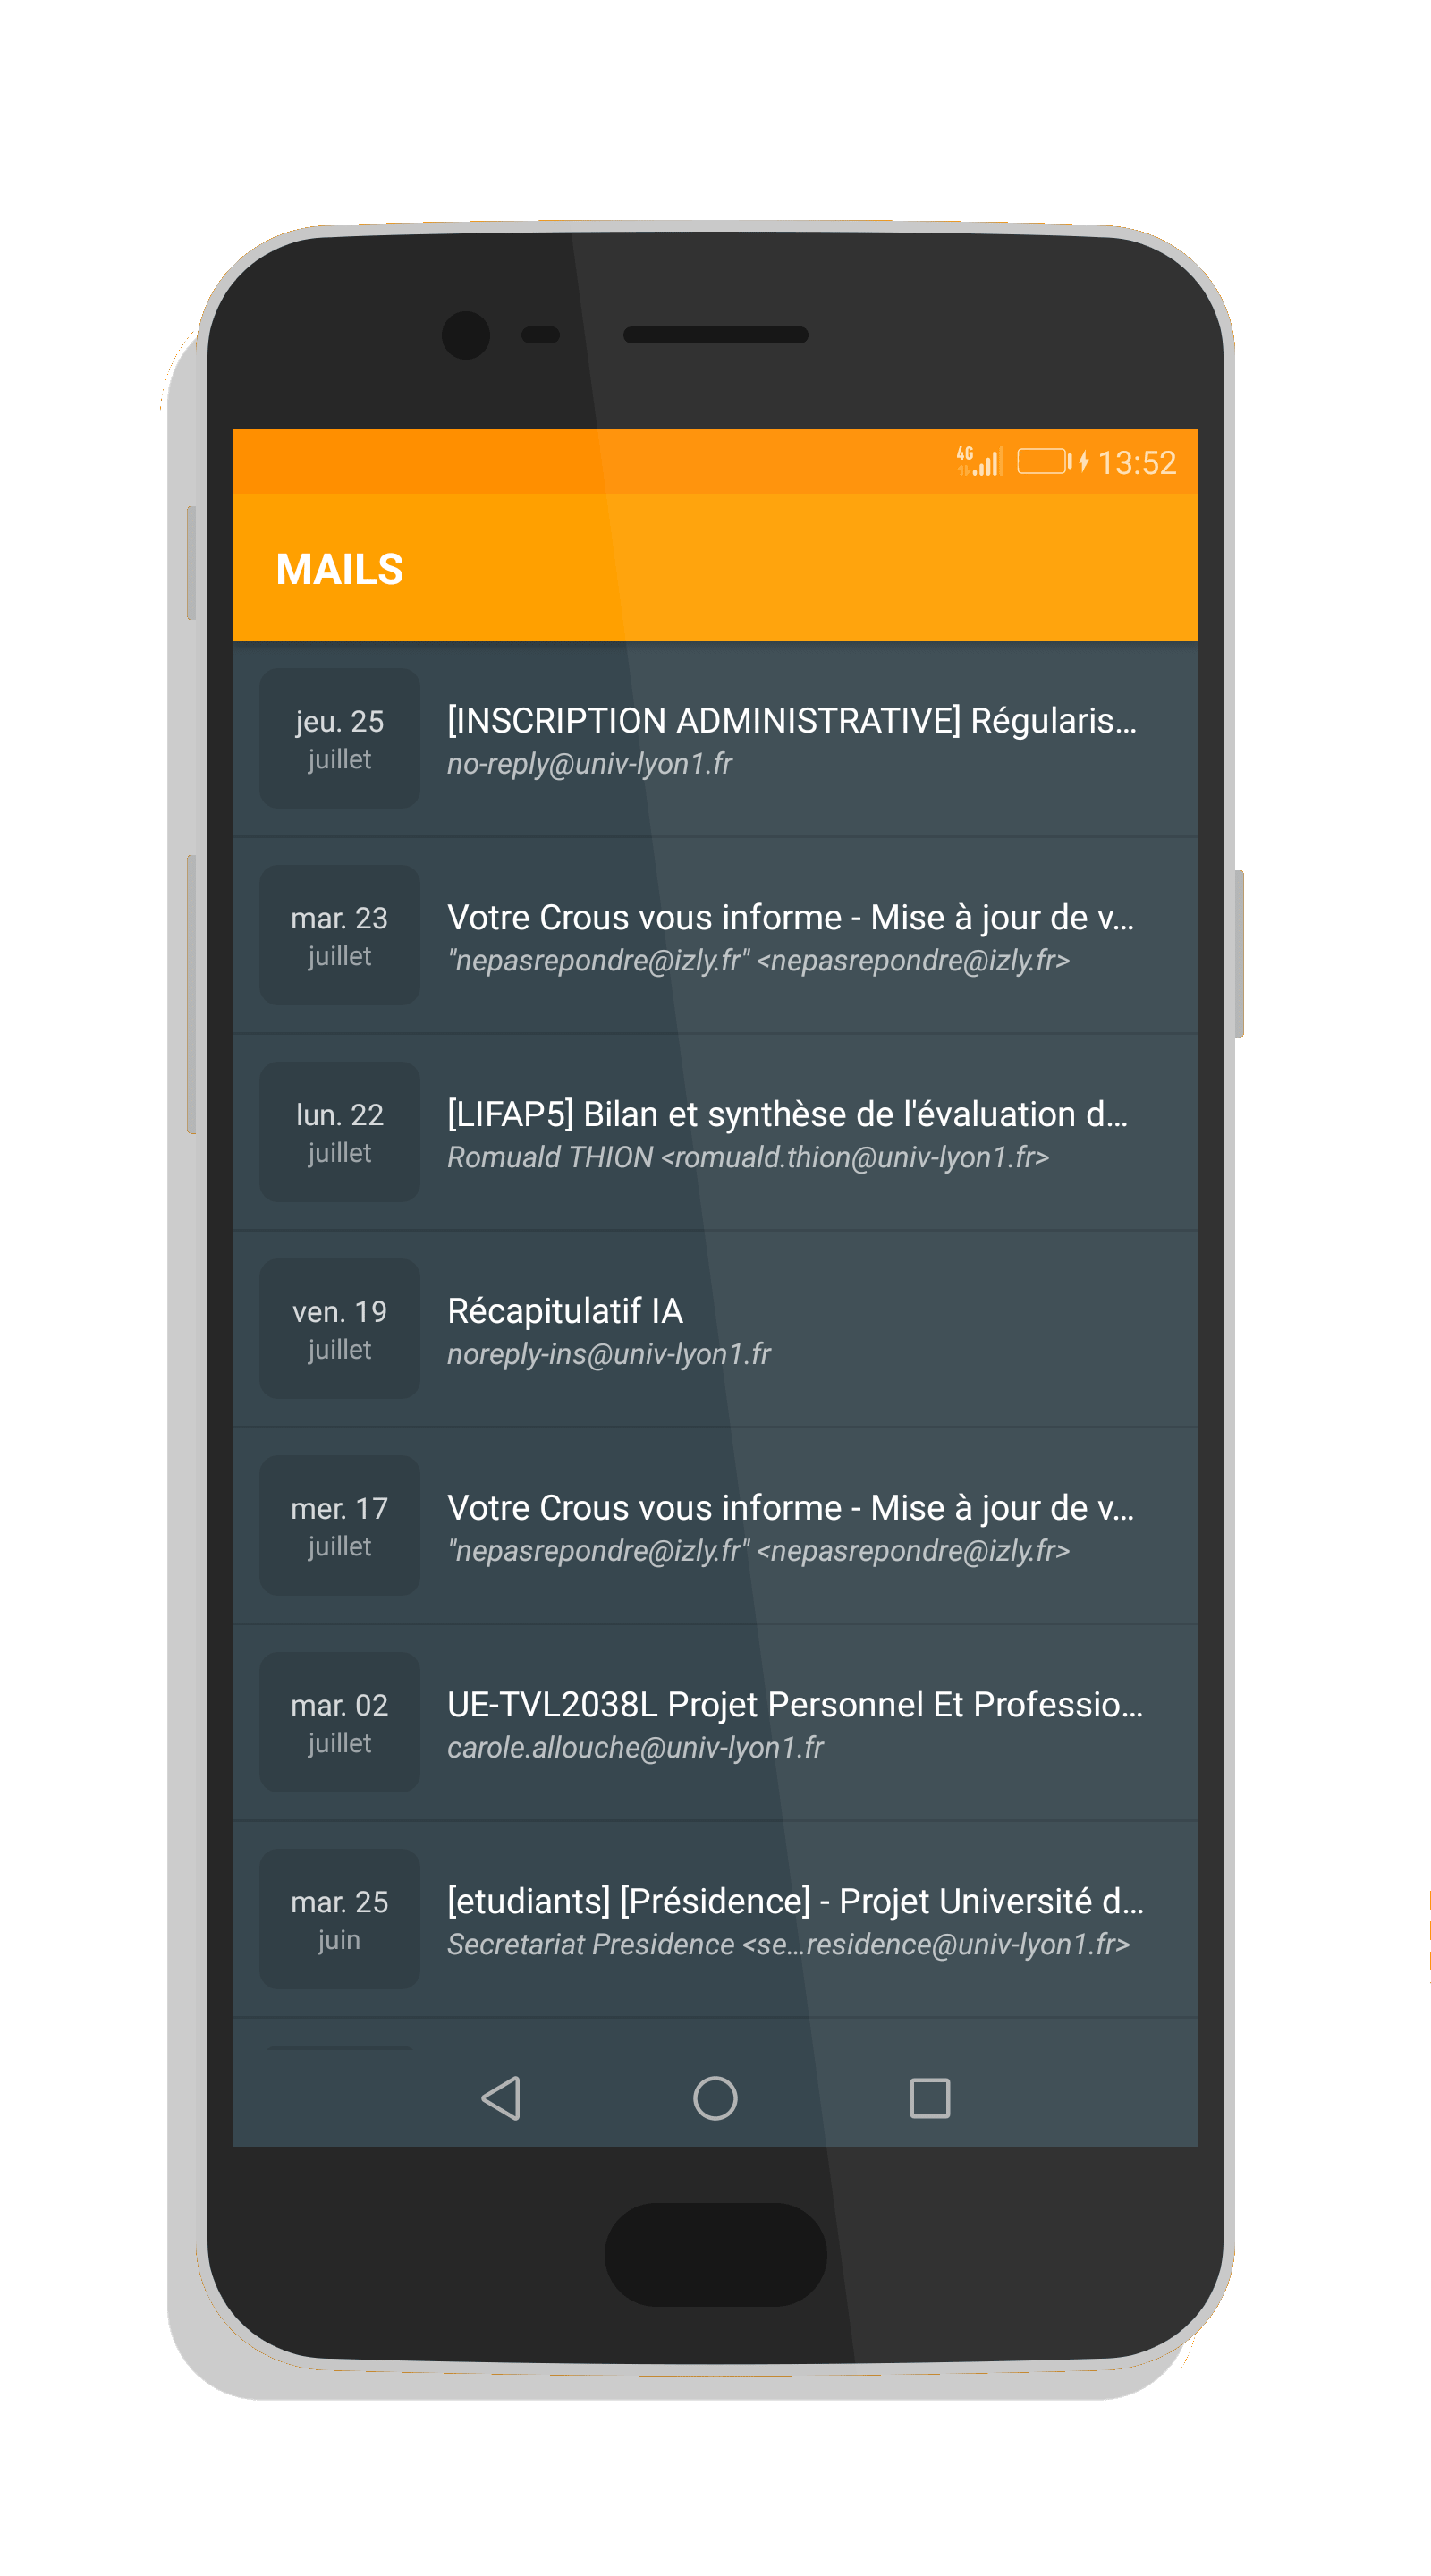 4G 13:52
MAILS
jeu. 25
juillet
[INSCRIPTION ADMINISTRATIVE] Régularis...
no-reply@univ-lyon1.fr
mar. 23
juillet
Votre Crous vous informe - Mise à jour de v...
"nepasrepondre@izly.fr" <nepasrepondre@izly.fr>
lun. 22
juillet
[LIFAP5] Bilan et synthèse de l'évaluation d...
Romuald THION <romuald.thion@univ-lyon1.fr>
ven. 19
juillet
Récapitulatif IA
noreply-ins@univ-lyon1.fr
mer. 17
juillet
Votre Crous vous informe - Mise à jour de v...
"nepasrepondre@izly.fr" <nepasrepondre@izly.fr>
mar. 02
juillet
UE-TVL2038L Projet Personnel Et Professio...
carole.allouche@univ-lyon1.fr
mar. 25
juin
[etudiants] [Présidence] - Projet Université d...
Secretariat Presidence <se...residence@univ-lyon1.fr>